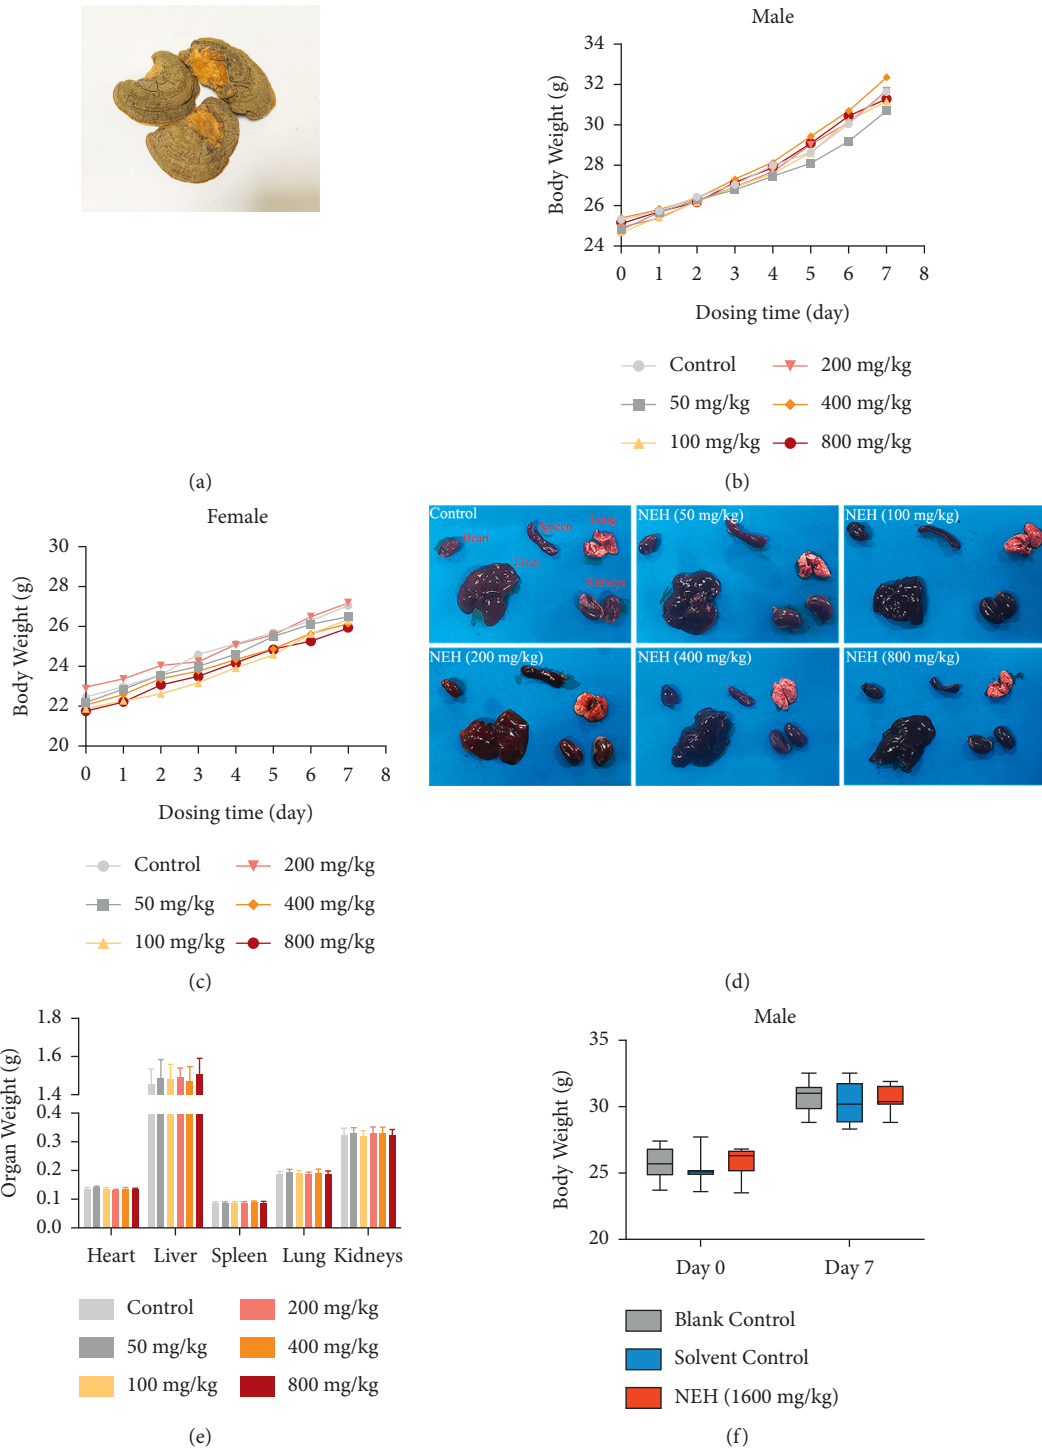 Male
34
32
30
28
26
24
Body Weight (g)
0 1 2 3 4 5 6 7 8
Dosing time (day)
Control
50 mg/kg
100 mg/kg
200 mg/kg
400 mg/kg
800 mg/kg
(a)
(b)
Female
30
28
26
24
22
20
Body Weight (g)
0 1 2 3 4 5 6 7 8
Dosing time (day)
Control
50 mg/kg
100 mg/kg
200 mg/kg
400 mg/kg
800 mg/kg
(c)
Control
Heart
Spleen
Lung
Liver
Kidneys
NEH (50 mg/kg)
NEH (100 mg/kg)
NEH (200 mg/kg)
NEH (400 mg/kg)
NEH (800 mg/kg)
(d)
1.8
1.6
1.4
0.4
0.3
0.2
0.1
0.0
Organ Weight (g)
Heart Liver Spleen Lung Kidneys
Control
50 mg/kg
100 mg/kg
200 mg/kg
400 mg/kg
800 mg/kg
(e)
Male
35
30
25
20
Body Weight (g)
Day 0 Day 7
Blank Control
Solvent Control
NEH (1600 mg/kg)
(f)